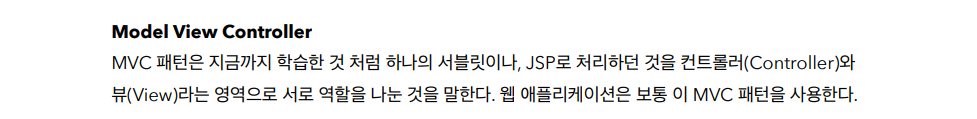 Model View Controller
MVC 패턴은 지금까지 학습한 것 처럼 하나의 서블릿이나, JSP로 처리하던 것을 컨트롤러(Controller)와
뷰(View)라는 영역으로 서로 역할을 나눈 것을 말한다. 웹 애플리케이션은 보통 이 MVC 패턴을 사용한다.